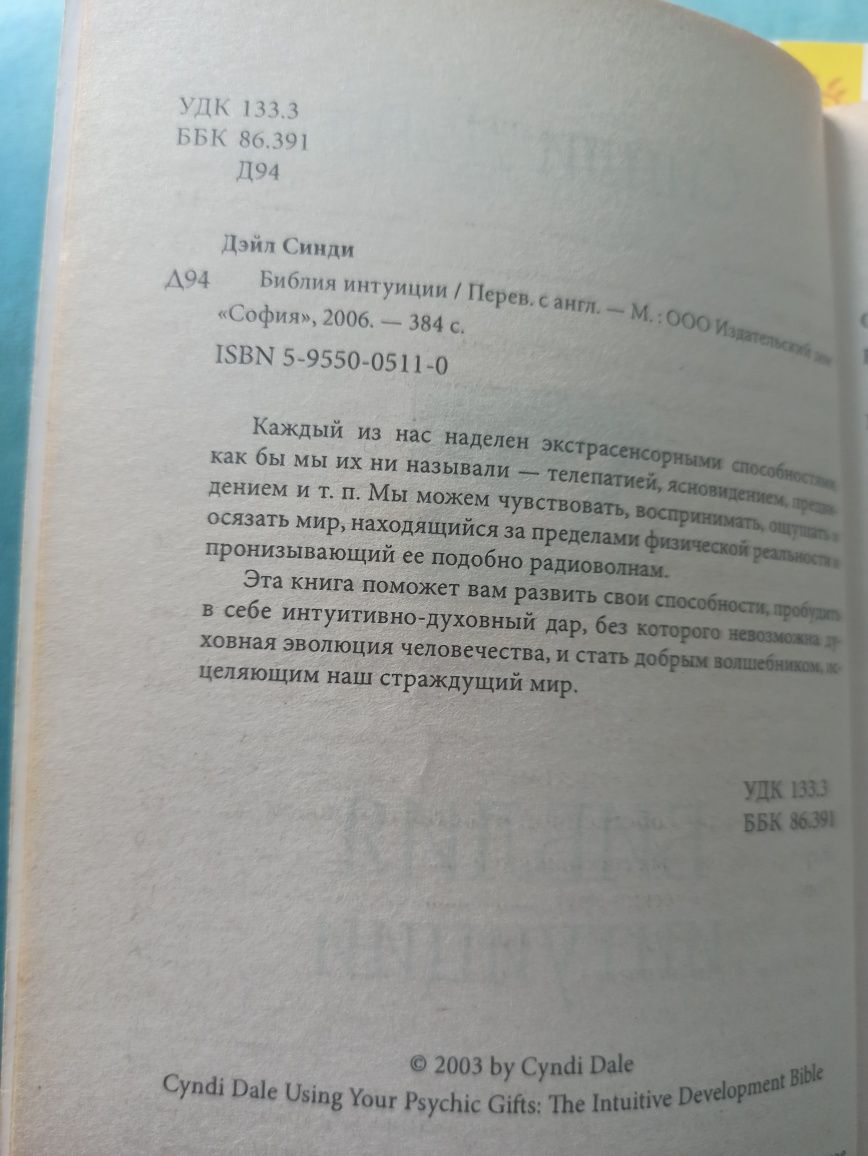 УДК 133.3
ББК 86.391
Д94
Дэйл Синди
Д94 Библия интуиции / Перев. с англ. — М. : ООО Издательский дом
«София», 2006. — 384 с.
ISBN 5-9550-0511-0
Каждый из нас наделен экстрасенсорными способностями,
как бы мы их ни называли — телепатией, ясновидением, предви-
дением и т. п. Мы можем чувствовать, воспринимать, ощущать и
осязать мир, находящийся за пределами физической реальности и
пронизывающий ее подобно радиоволнам.
Эта книга поможет вам развить свои способности, пробудить
в себе интуитивно-духовный дар, без которого невозможна ду-
ховная эволюция человечества, и стать добрым волшебником, ис-
целяющим наш страждущий мир.
УДК 133.3
ББК 86.391
© 2003 by Cyndi Dale
Cyndi Dale Using Your Psychic Gifts: The Intuitive Development Bible